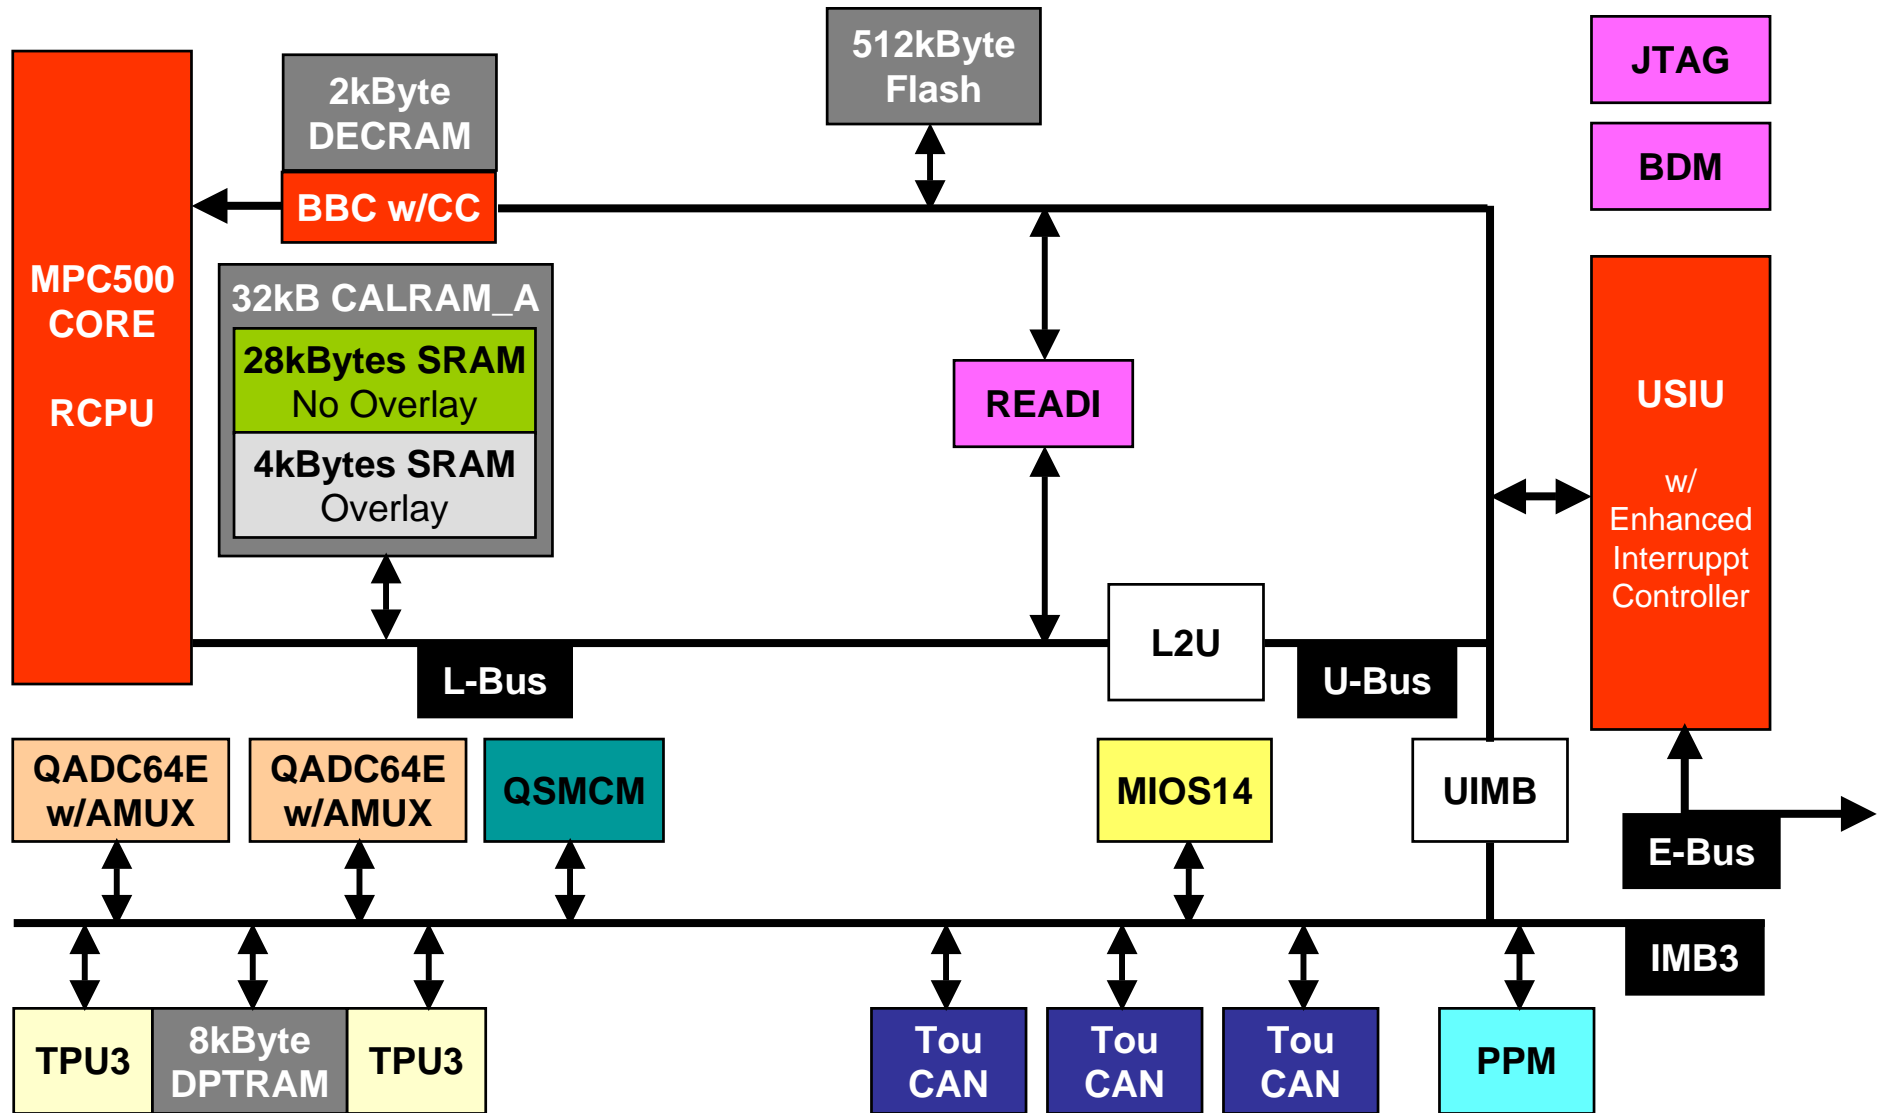 512kByte
Flash
JTAG
2kByte
DECRAM
BDM
BBC w/CC
MPC500
CORE
RCPU
32kB CALRAM_A
28kBytes SRAM
No Overlay
4kBytes SRAM
Overlay
READI
USIU
w/
Enhanced
Interruppt
Controller
L2U
L-Bus
U-Bus
QADC64E
w/AMUX
QADC64E
w/AMUX
QSMCM
MIOS14
UIMB
E-Bus
IMB3
TPU3
8kByte
DPTRAM
TPU3
Tou
CAN
Tou
CAN
Tou
CAN
PPM